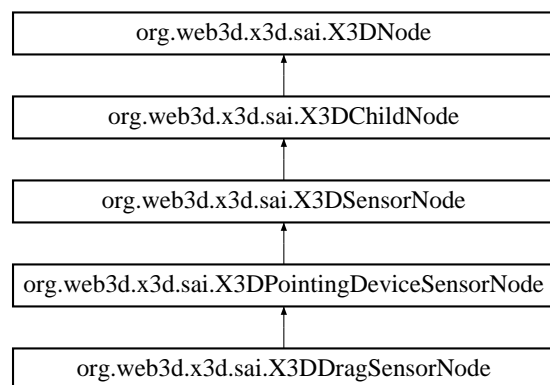 org.web3d.x3d.sai.X3DNode
org.web3d.x3d.sai.X3DChildNode
org.web3d.x3d.sai.X3DSensorNode
org.web3d.x3d.sai.X3DPointingDeviceSensorNode
org.web3d.x3d.sai.X3DDragSensorNode